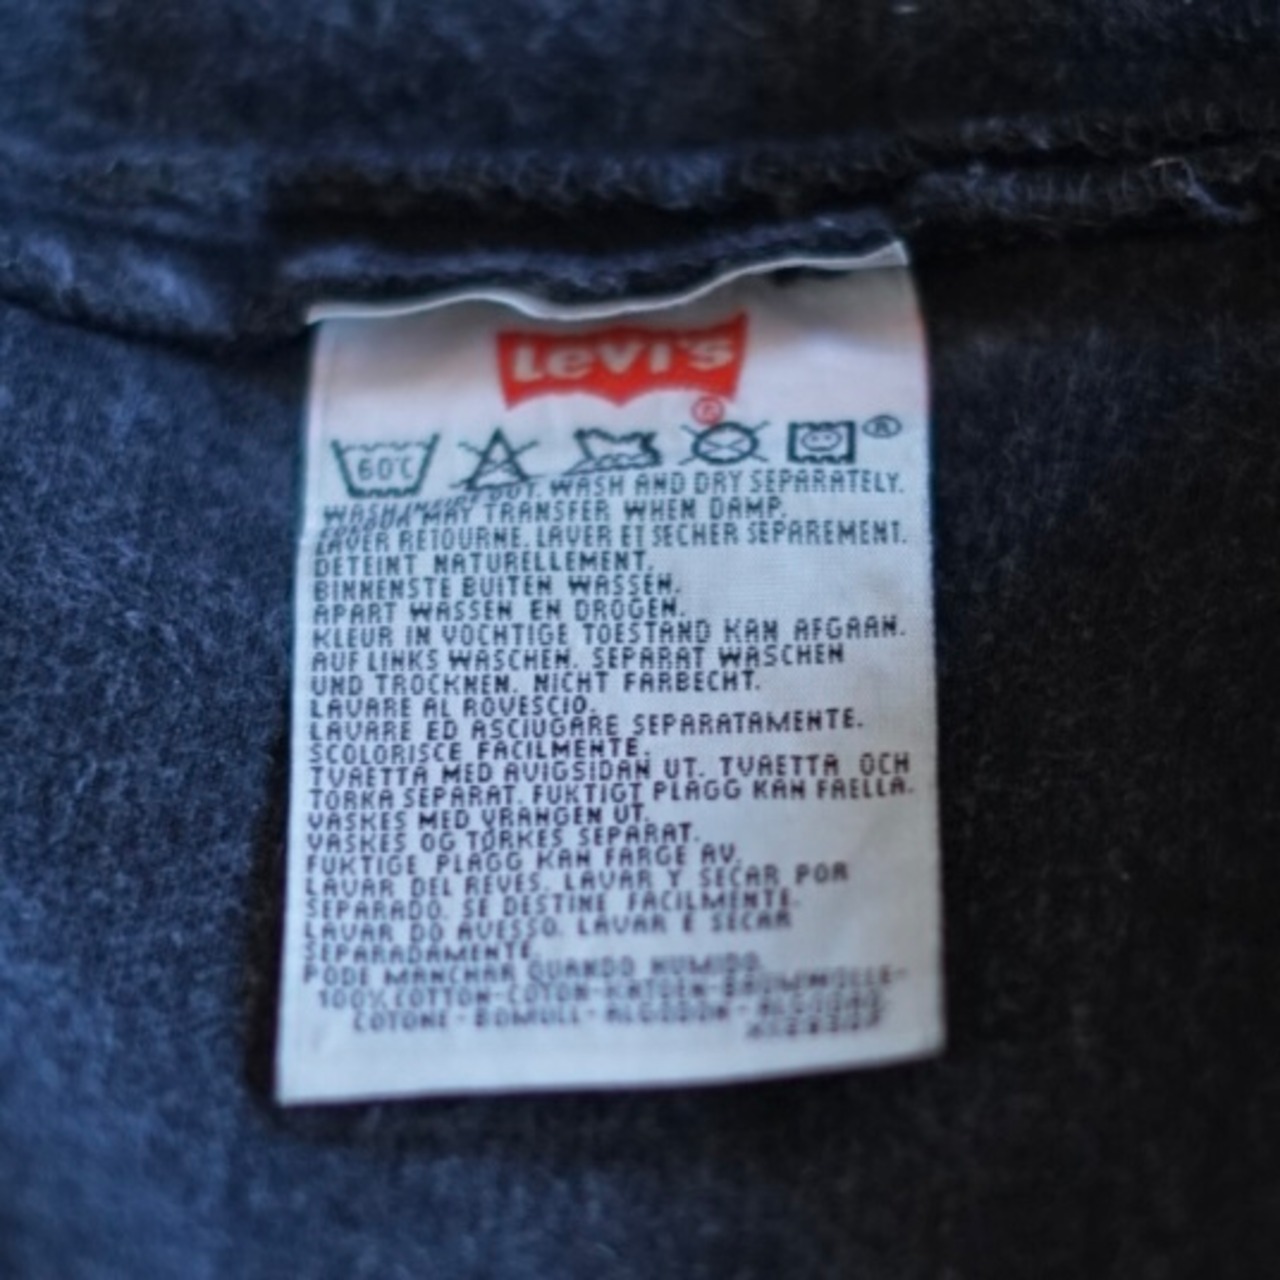 Levi's
®
60°C
®
WASH INSIDE OUT. WASH AND DRY SEPARATELY.
COLOUR MAY TRANSFER WHEN DAMP.
LAVER RETOURNE. LAVER ET SECHER SEPAREMENT.
DETEINT NATURELLEMENT.
BINNENSTE BUITEN WASSEN.
APART WASSEN EN DROGEN.
KLEUR IN VOCHTIGE TOESTAND KAN AFGAAN.
AUF LINKS WASCHEN. SEPARAT WASCHEN
UND TROCKNEN. NICHT FARBECHT.
LAVARE AL ROVESCIO.
LAVARE ED ASCIUGARE SEPARATAMENTE.
SCOLORISCE FACILMENTE.
TVAETTA MED AVIGSIDAN UT. TVAETTA OCH
TORKA SEPARAT. FUKTIGT PLAGG KAN FAELLA.
VASKES MED VRANGEN UT.
VASKES OG TØRKES SEPARAT.
FUKTIGE PLAGG KAN FARGE AV.
LAVAR DEL REVES. LAVAR Y SECAR POR
SEPARADO. SE DESTINE FACILMENTE.
LAVAR DO AVESSO. LAVAR E SECAR
SEPARADAMENTE.
PODE MANCHAR QUANDO HUMIDO.
100% COTTON-COTON-KATOEN-BAUMWOLLE-
COTONE-BOMULL-ALGODON-ALGODAO